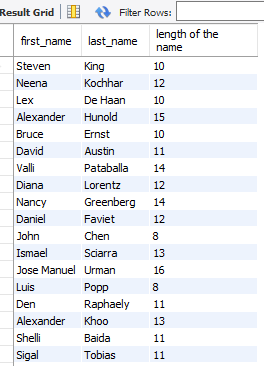 Result Grid Filter Rows:
first_name last_name length of the name
Steven King 10
Neena Kochhar 12
Lex De Haan 10
Alexander Hunold 15
Bruce Ernst 10
David Austin 11
Valli Pataballa 14
Diana Lorentz 12
Nancy Greenberg 14
Daniel Faviet 12
John Chen 8
Ismael Sciarra 13
Jose Manuel Urman 16
Luis Popp 8
Den Raphaely 11
Alexander Khoo 13
Shelli Baida 11
Sigal Tobias 11